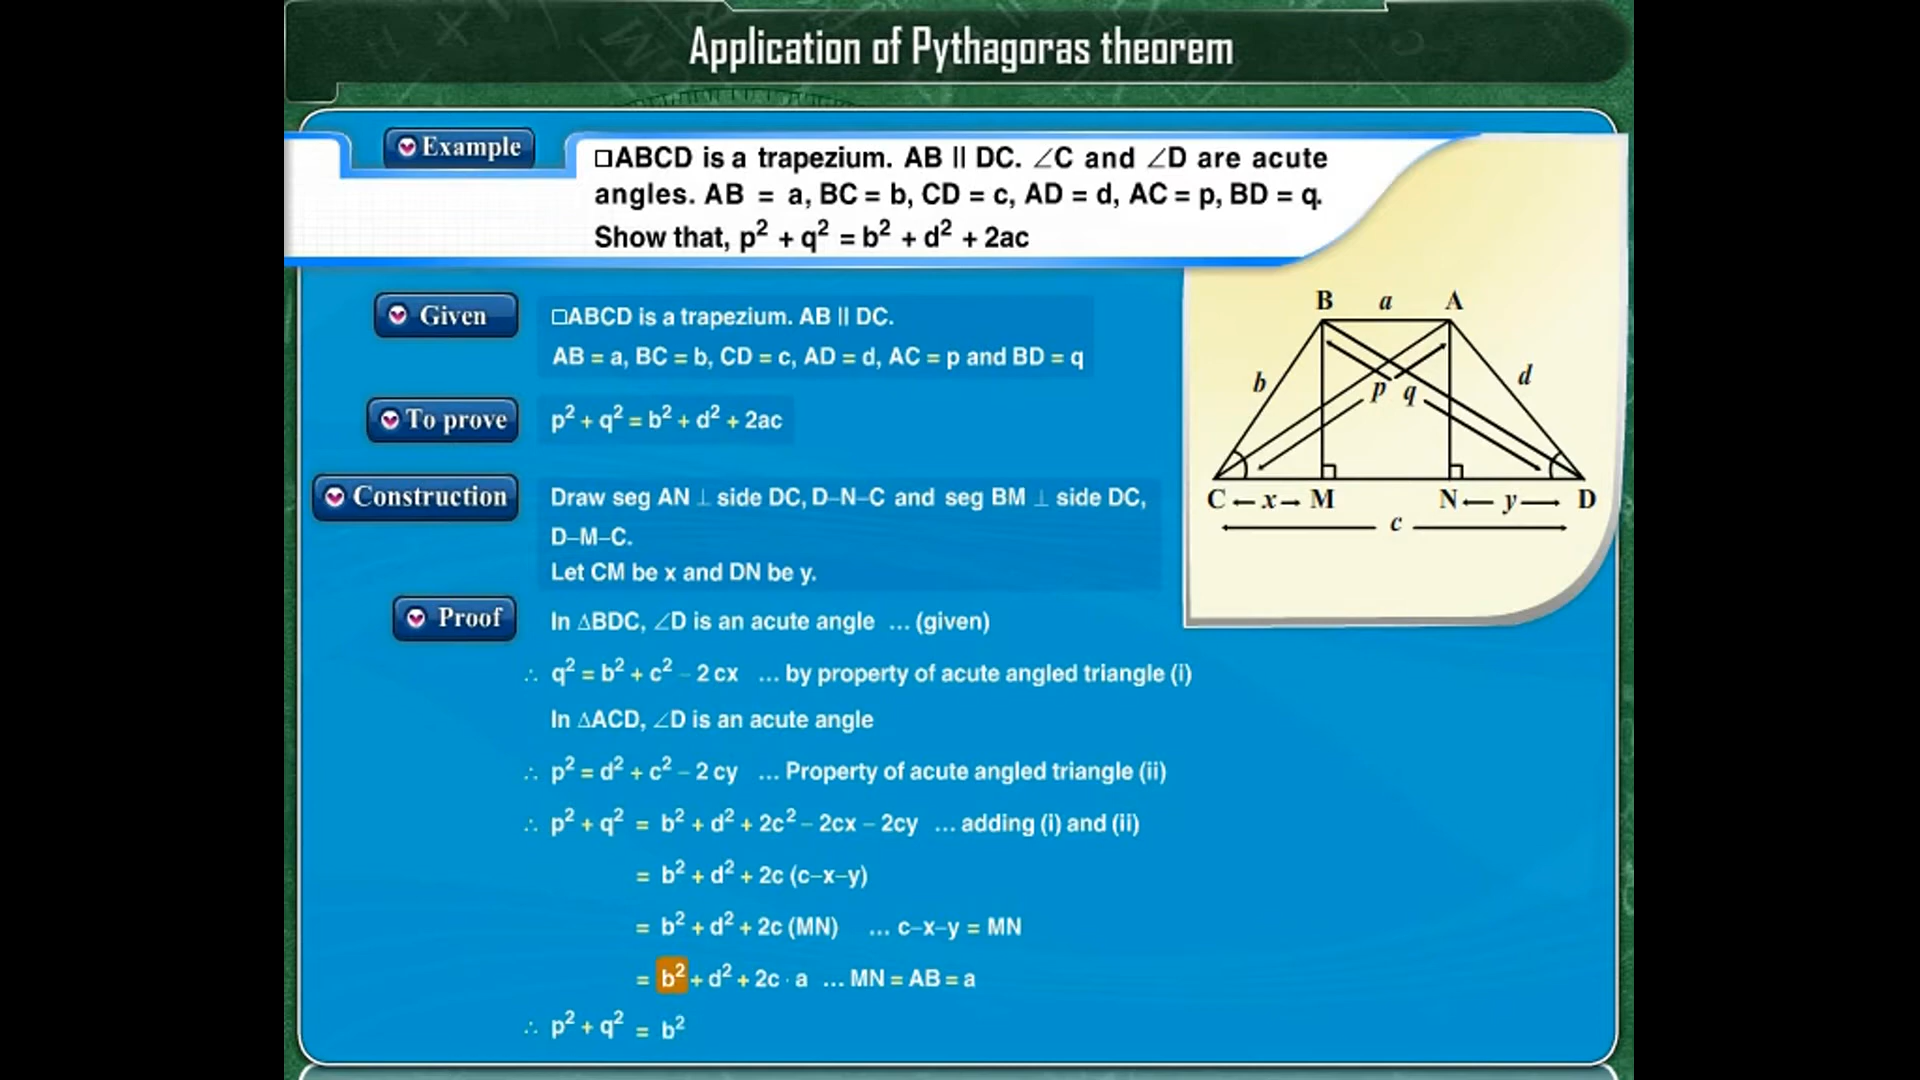 Application of Pythagoras theorem
Example
□ABCD is a trapezium. AB || DC. ∠C and ∠D are acute
angles. AB = a, BC = b, CD = c, AD = d, AC = p, BD = q.
Show that, p² + q² = b² + d² + 2ac
Given
□ABCD is a trapezium. AB || DC.
AB = a, BC = b, CD = c, AD = d, AC = p and BD = q
To prove
p² + q² = b² + d² + 2ac
Construction
Draw seg AN ⊥ side DC, D–N–C and seg BM ⊥ side DC,
D–M–C.
Let CM be x and DN be y.
B a A
b
d
p q
C x M N y D
c
Proof
In ΔBDC, ∠D is an acute angle ... (given)
∴ q² = b² + c² – 2 cx ... by property of acute angled triangle (i)
In ΔACD, ∠D is an acute angle
∴ p² = d² + c² – 2 cy ... Property of acute angled triangle (ii)
∴ p² + q² = b² + d² + 2c² – 2cx – 2cy ... adding (i) and (ii)
= b² + d² + 2c (c–x–y)
= b² + d² + 2c (MN) ... c–x–y = MN
= b² + d² + 2c · a ... MN = AB = a
∴ p² + q² = b²